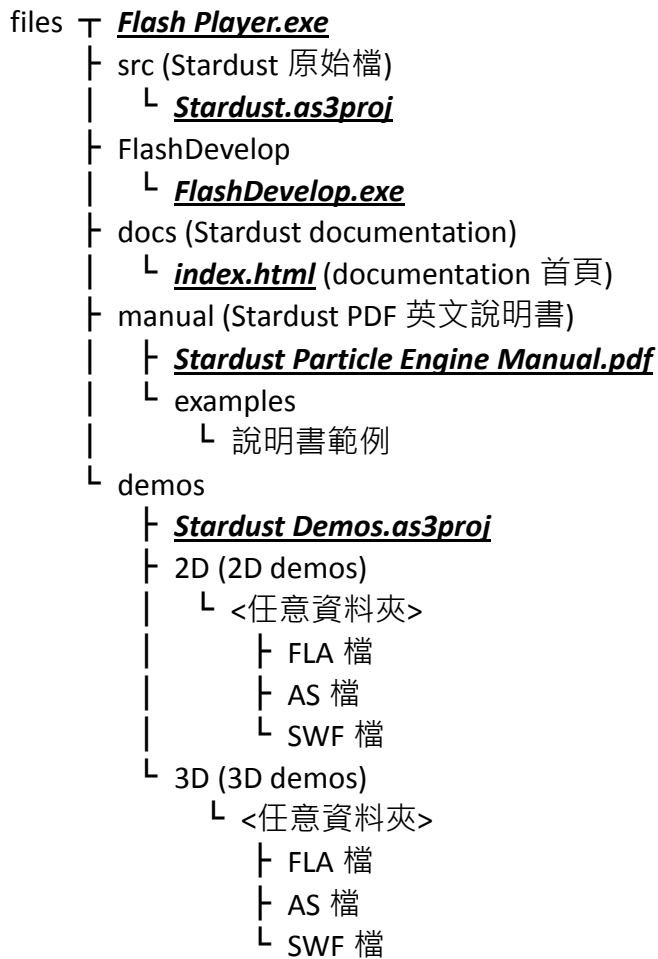 files ┬ Flash Player.exe
├ src (Stardust 原始檔)
│ └ Stardust.as3proj
├ FlashDevelop
│ └ FlashDevelop.exe
├ docs (Stardust documentation)
│ └ index.html (documentation 首頁)
├ manual (Stardust PDF 英文說明書)
│ ├ Stardust Particle Engine Manual.pdf
│ └ examples
│ └ 說明書範例
└ demos
├ Stardust Demos.as3proj
├ 2D (2D demos)
│ └ <任意資料夾>
│ ├ FLA 檔
│ ├ AS 檔
│ └ SWF 檔
└ 3D (3D demos)
└ <任意資料夾>
├ FLA 檔
├ AS 檔
└ SWF 檔